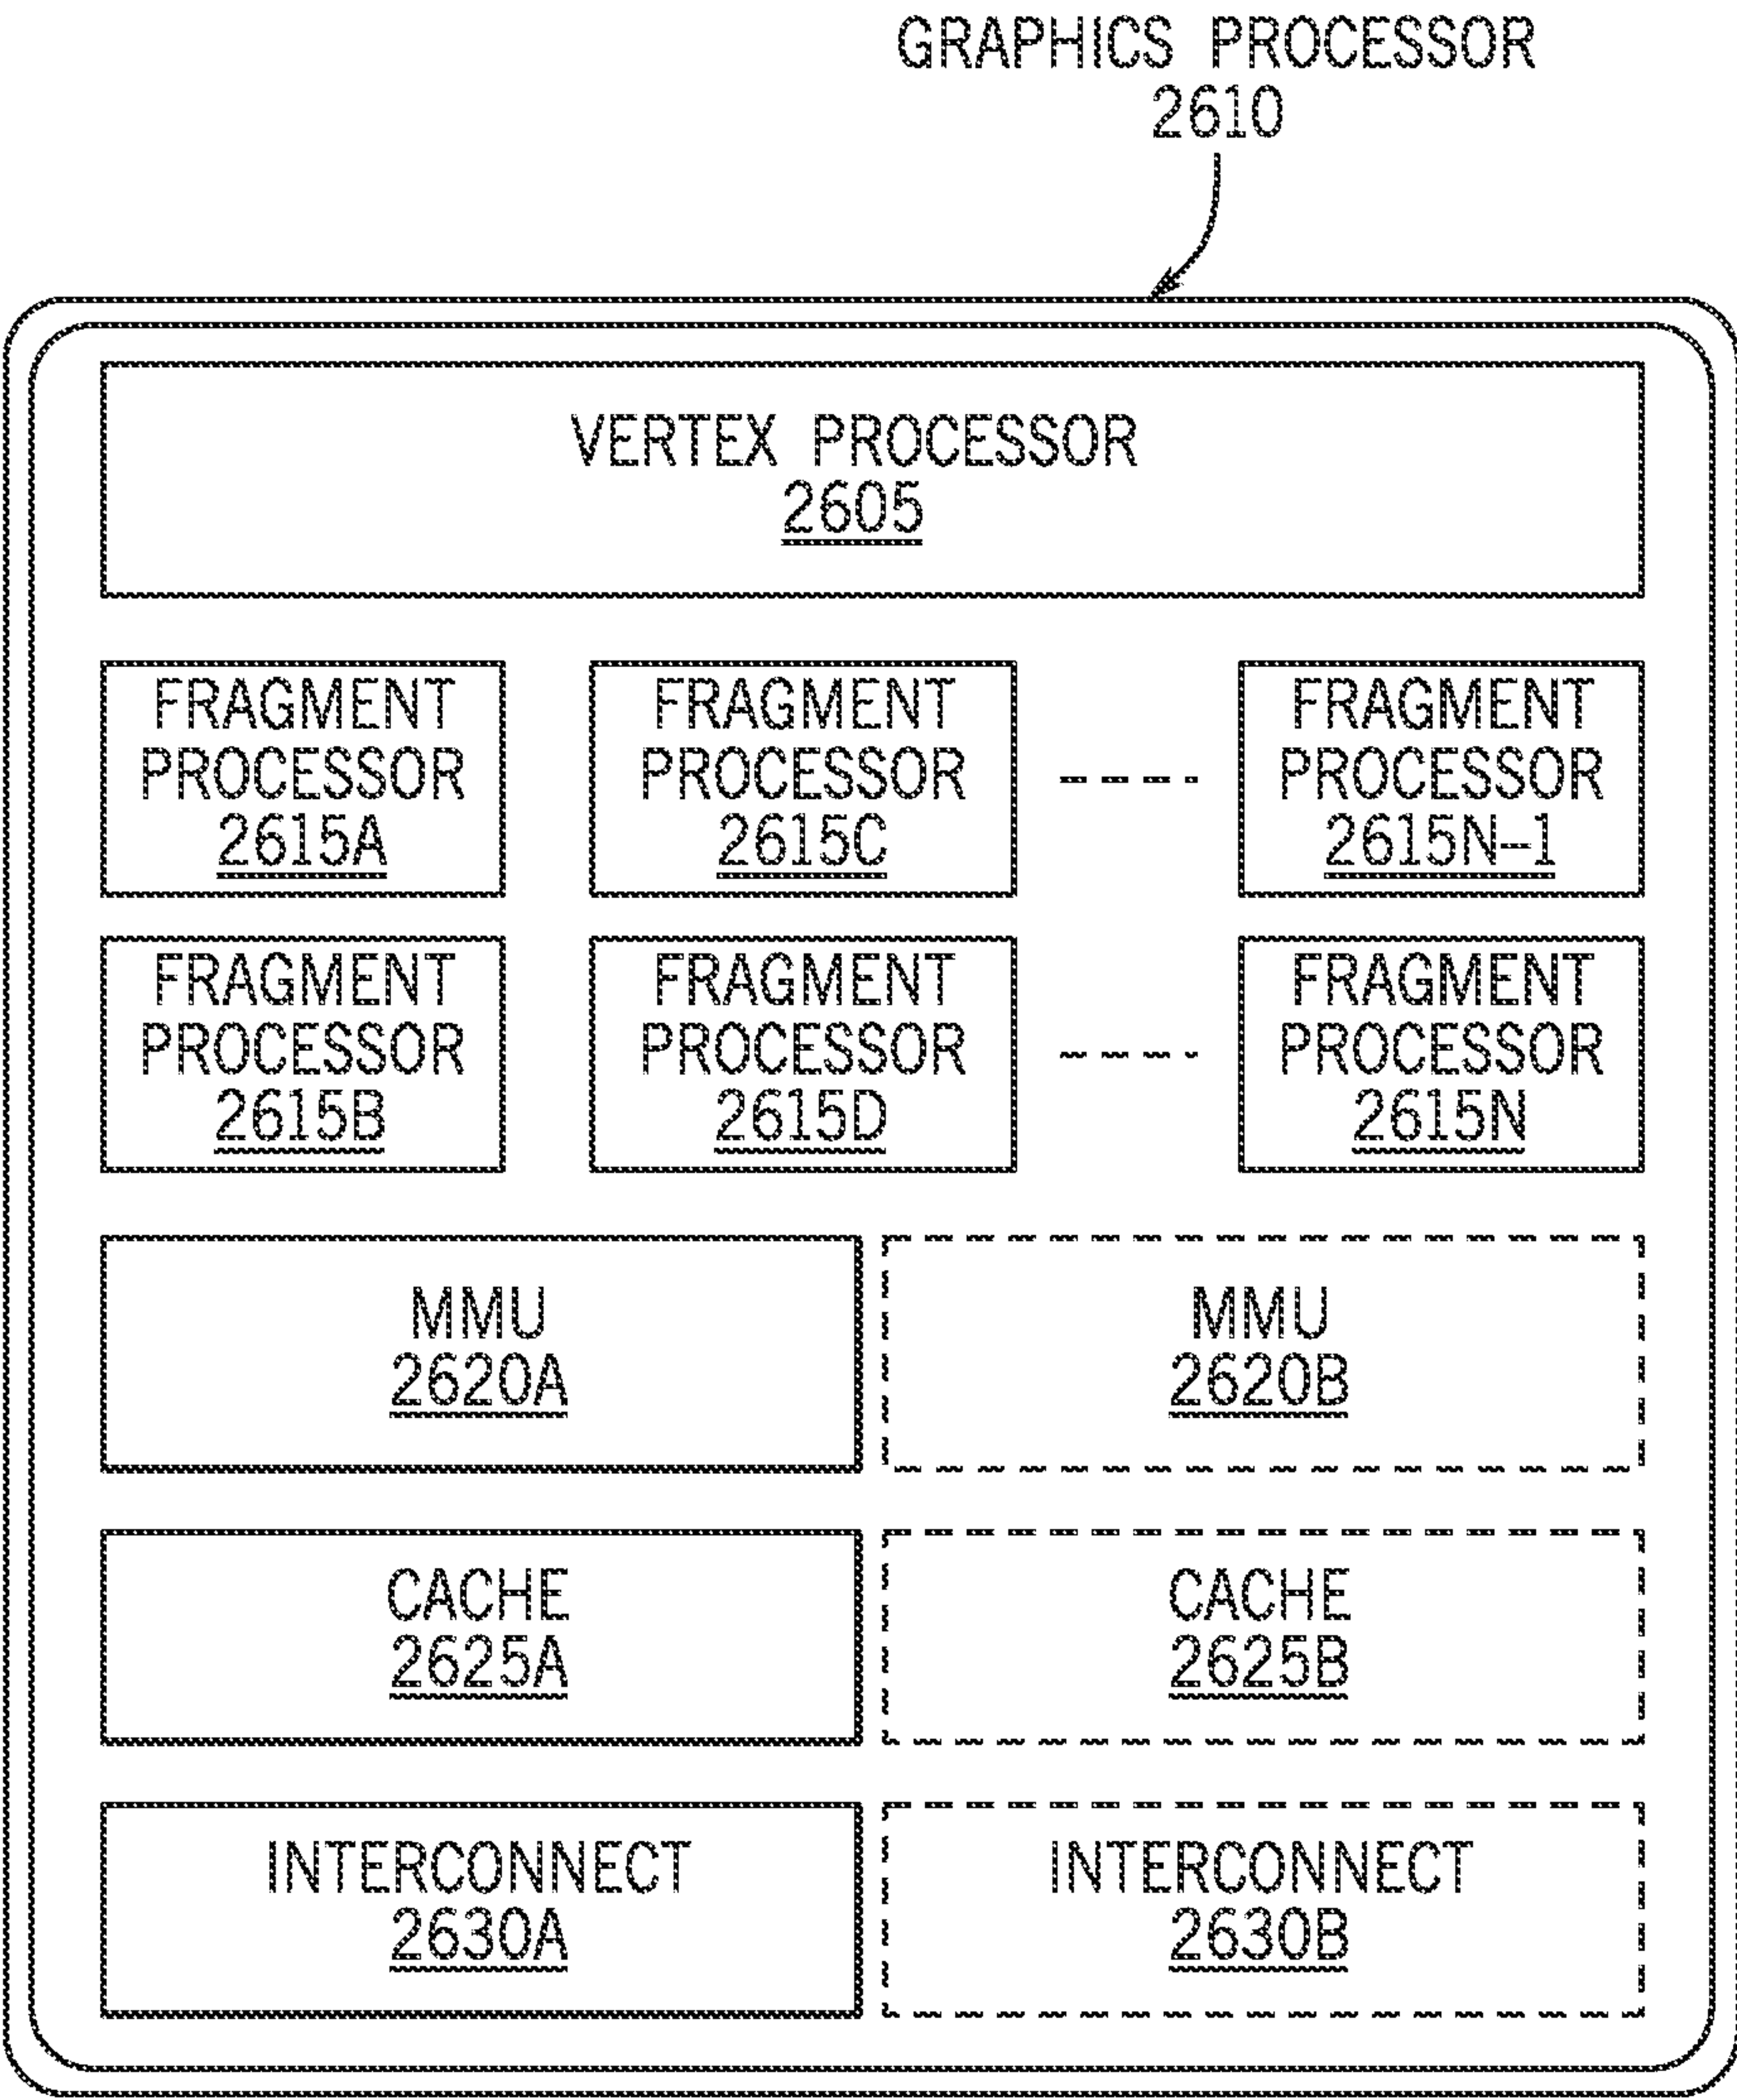 GRAPHICS PROCESSOR
2610
VERTEX PROCESSOR
2605
FRAGMENT
PROCESSOR
2615A
FRAGMENT
PROCESSOR
2615C
FRAGMENT
PROCESSOR
2615N-1
FRAGMENT
PROCESSOR
2615B
FRAGMENT
PROCESSOR
2615D
FRAGMENT
PROCESSOR
2615N
MMU
2620A
MMU
2620B
CACHE
2625A
CACHE
2625B
INTERCONNECT
2630A
INTERCONNECT
2630B